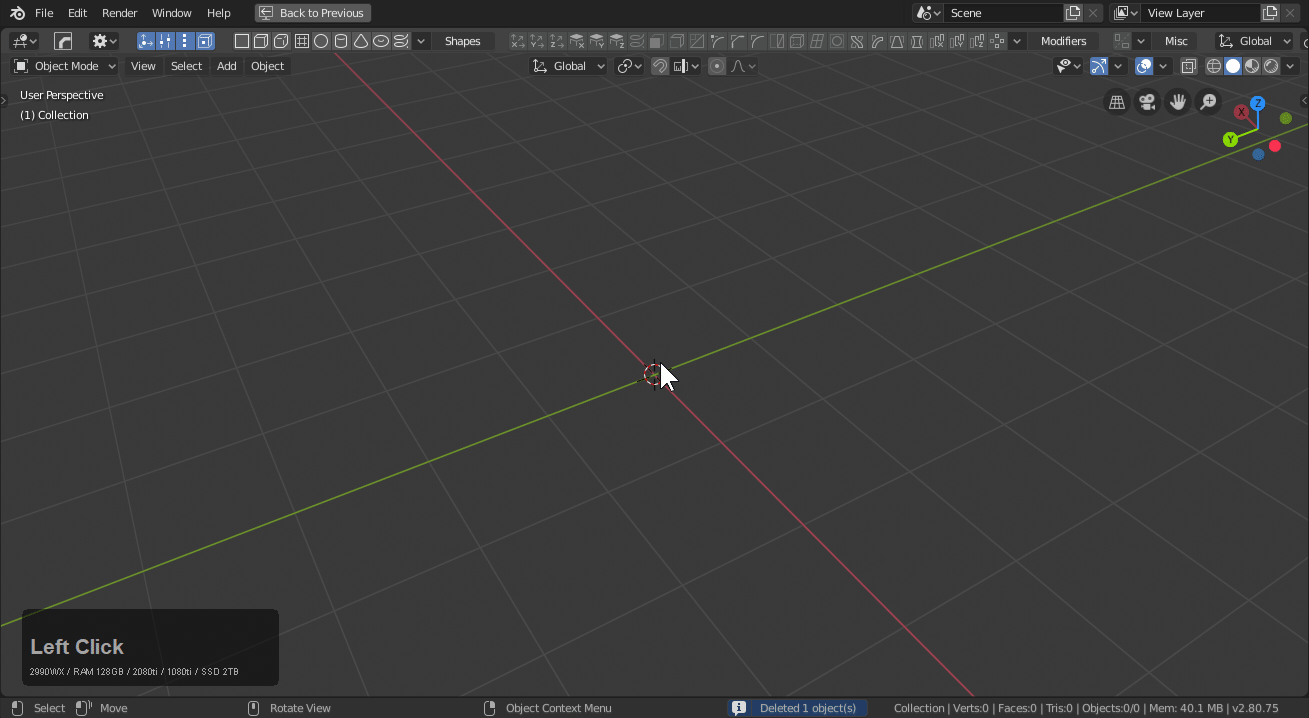 File Edit Render Window Help Back to Previous Scene View Layer
Shapes Modifiers Misc Global
Object Mode View Select Add Object Global
User Perspective
(1) Collection
Z
X
Y
Left Click
2990WX / RAM 128GB / 2080ti / 1080ti / SSD 2TB
Select Move Rotate View Object Context Menu Deleted 1 object(s) Collection | Verts:0 | Faces:0 | Tris:0 | Objects:0/0 | Mem: 40.1 MB | v2.80.75